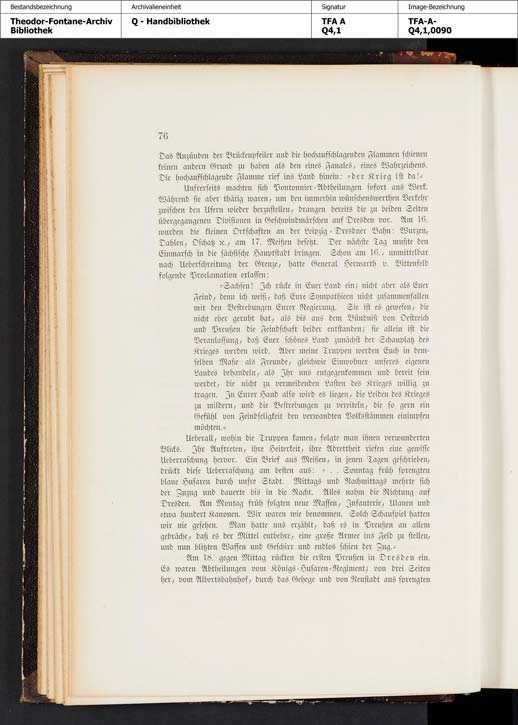 Bestandsbezeichnung
Archivalieneinheit
Signatur
Image-Bezeichnung
Theodor-Fontane-Archiv
Bibliothek
Q - Handbibliothek
TFA A
Q4,1
TFA-A-
Q4,1,0090
76
Das Anzünden der Brückenpfeiler und die hochaufschlagenden Flammen schienen
keinen andern Grund zu haben als den eines Fanales, eines Wahrzeichens.
Die hochaufschlagende Flamme rief ins Land hinein: »der Krieg ist da!«
Unsrerseits machten sich Pontonnier-Abtheilungen sofort ans Werk.
Während sie aber thätig waren, um den immerhin wünschenswerthen Verkehr
zwischen den Ufern wieder herzustellen, drangen bereits die zu beiden Seiten
übergegangenen Divisionen in Geschwindmärschen auf Dresden vor. Am 16.
wurden die kleinen Ortschaften an der Leipzig-Dresdner Bahn: Wurzen,
Dahlen, Oschatz ꝛc., am 17. Meißen besetzt. Der nächste Tag mußte den
Einmarsch in die sächsische Hauptstadt bringen. Schon am 16., unmittelbar
nach Ueberschreitung der Grenze, hatte General Herwarth v. Bittenfeld
folgende Proclamation erlassen:
»Sachsen! Ich rücke in Euer Land ein; nicht aber als Euer
Feind, denn ich weiß, daß Eure Sympathieen nicht zusammenfallen
mit den Bestrebungen Eurer Regierung. Sie ist es gewesen, die
nicht eher geruht hat, als bis aus dem Bündniß von Oestreich
und Preußen die Feindschaft beider entstanden; sie allein ist die
Veranlassung, daß Euer schönes Land zunächst der Schauplatz des
Krieges werden wird. Aber meine Truppen werden Euch in dem-
selben Maße als Freunde, gleichwie Einwohner unseres eigenen
Landes behandeln, als Ihr uns entgegenkommen und bereit sein
werdet, die nicht zu vermeidenden Lasten des Krieges willig zu
tragen. In Eurer Hand also wird es liegen, die Leiden des Krieges
zu mildern, und die Bestrebungen zu vereiteln, die so gern ein
Gefühl von Feindseligkeit den verwandten Volksstämmen einimpfen
möchten.«
Ueberall, wohin die Truppen kamen, folgte man ihnen verwunderten
Blicks. Ihr Auftreten, ihre Heiterkeit, ihre Adrettheit riefen eine gewisse
Ueberraschung hervor. Ein Brief aus Meißen, in jenen Tagen geschrieben,
drückt diese Ueberraschung am besten aus: » . . Sonntag früh sprengten
blaue Husaren durch unsre Stadt. Mittags und Nachmittags mehrte sich
der Zuzug und dauerte bis in die Nacht. Alles nahm die Richtung auf
Dresden. Am Montag früh folgten neue Massen, Infanterie, Ulanen und
etwa hundert Kanonen. Wir waren wie benommen. Solch Schauspiel hatten
wir nie gesehen. Man hatte uns erzählt, daß es in Preußen an allem
gebräche, daß es der Mittel entbehre, eine große Armee ins Feld zu stellen,
und nun blitzten Waffen und Geschirr und endlos schien der Zug.«
Am 18. gegen Mittag rückten die ersten Preußen in Dresden ein.
Es waren Abtheilungen vom Königs-Husaren-Regiment; von drei Seiten
her, vom Albertsbahnhof, durch das Gehege und von Neustadt aus sprengten